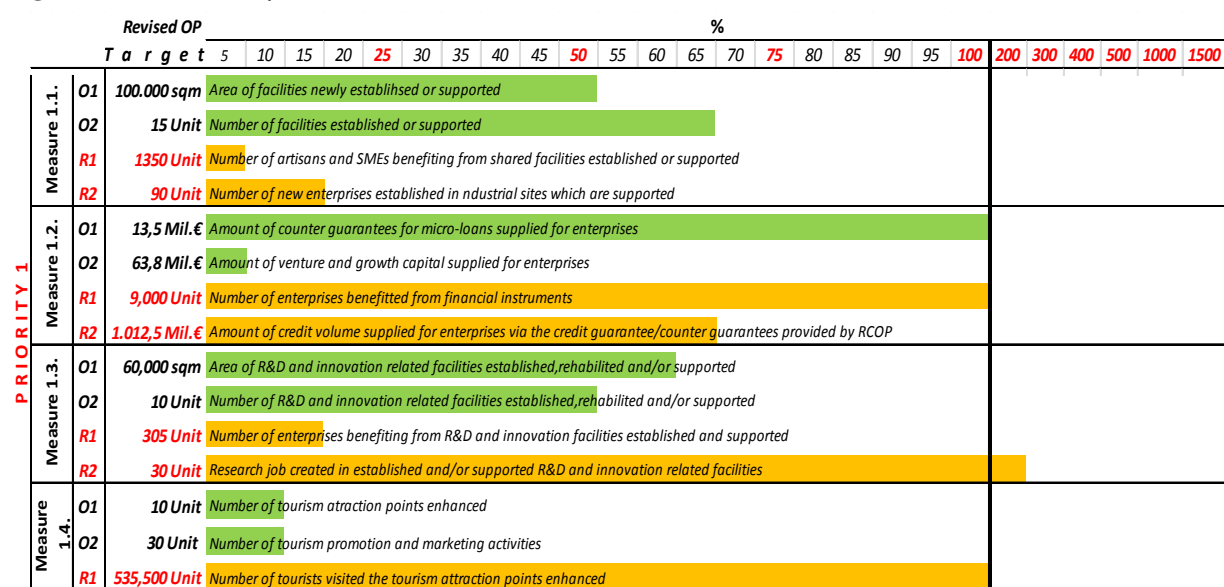 Revised OP %
T a r g e t 5 10 15 20 25 30 35 40 45 50 55 60 65 70 75 80 85 90 95 100 200 300 400 500 1000 1500
PRIORITY 1
Measure 1.1.
O1 100.000 sqm Area of facilities newly establihsed or supported
O2 15 Unit Number of facilities established or supported
R1 1350 Unit Number of artisans and SMEs benefiting from shared facilities established or supported
R2 90 Unit Number of new enterprises established in ndustrial sites which are supported
Measure 1.2.
O1 13,5 Mil.€ Amount of counter guarantees for micro-loans supplied for enterprises
O2 63,8 Mil.€ Amount of venture and growth capital supplied for enterprises
R1 9,000 Unit Number of enterprises benefitted from financial instruments
R2 1.012,5 Mil.€ Amount of credit volume supplied for enterprises via the credit guarantee/counter guarantees provided by RCOP
Measure 1.3.
O1 60,000 sqm Area of R&D and innovation related facilities established,rehabilited and/or supported
O2 10 Unit Number of R&D and innovation related facilities established,rehabilited and/or supported
R1 305 Unit Number of enterprises benefiting from R&D and innovation facilities established and supported
R2 30 Unit Research job created in established and/or supported R&D and innovation related facilities
Measure 1.4.
O1 10 Unit Number of tourism atraction points enhanced
O2 30 Unit Number of tourism promotion and marketing activities
R1 535,500 Unit Number of tourists visited the tourism attraction points enhanced